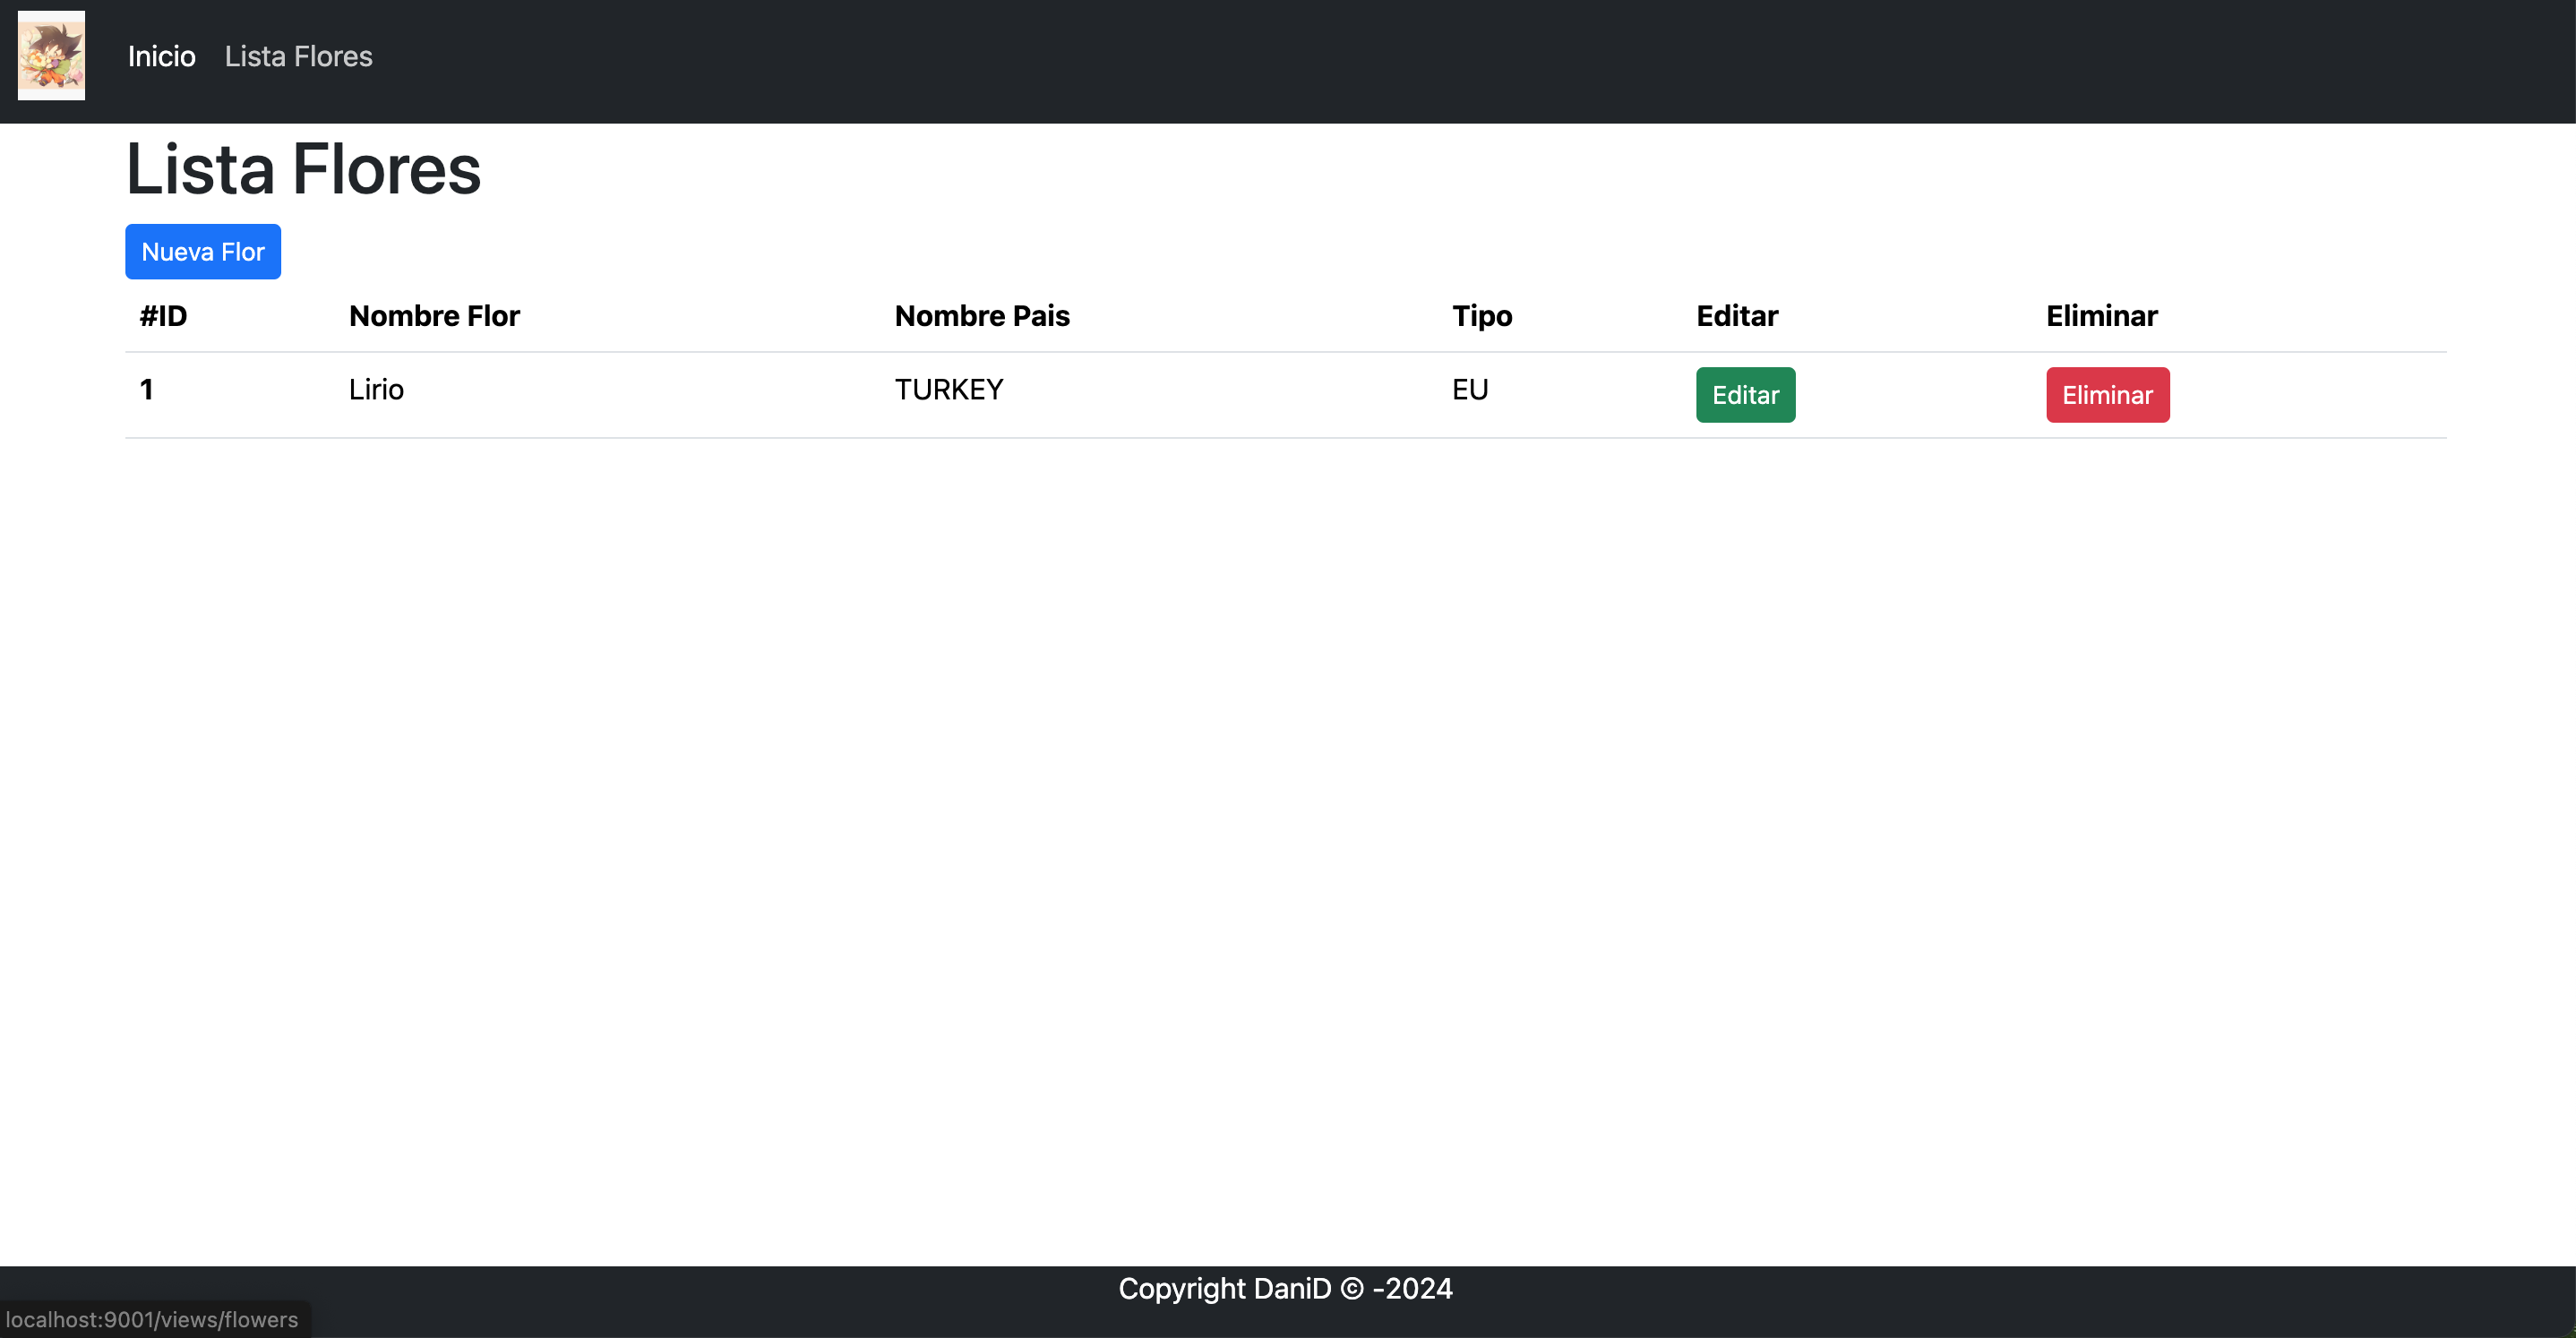 Inicio Lista Flores
Lista Flores
Nueva Flor
#ID Nombre Flor Nombre Pais Tipo Editar Eliminar
1 Lirio TURKEY EU Editar Eliminar
Copyright DaniD © -2024
localhost:9001/views/flowers